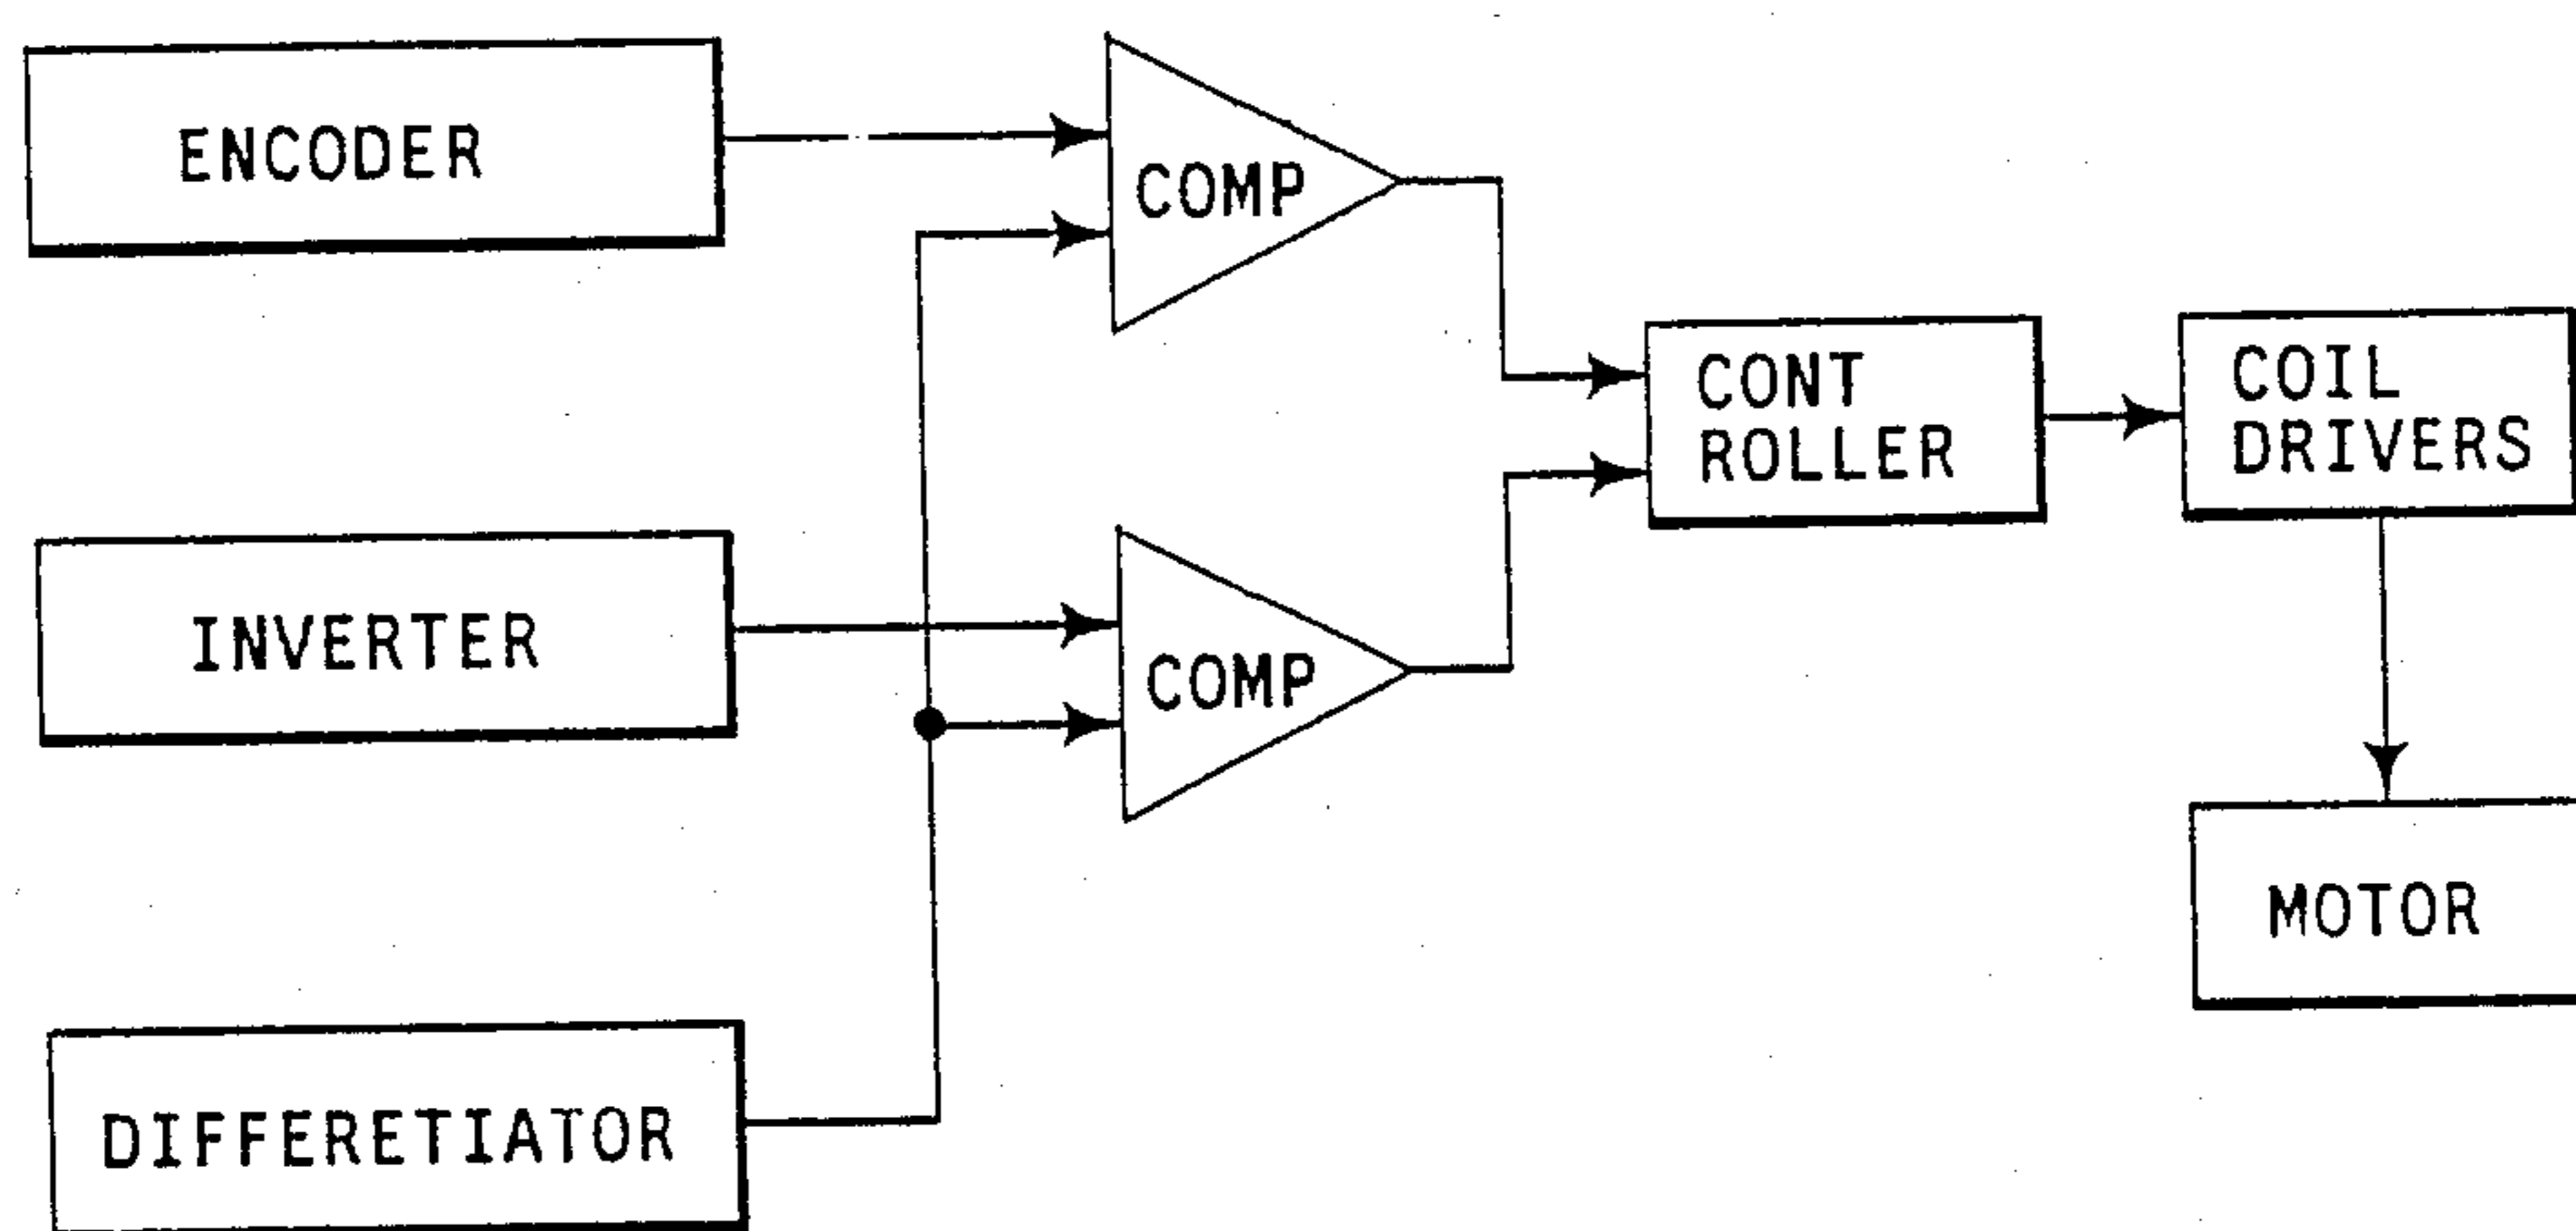 ENCODER
COMP
CONT
ROLLER
COIL
DRIVERS
INVERTER
COMP
MOTOR
DIFFERETIATOR